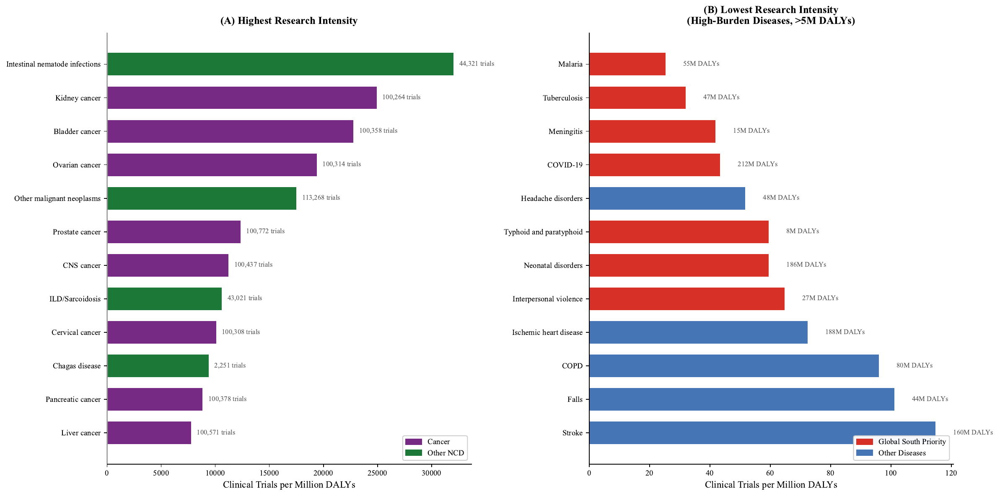 (A) Highest Research Intensity
Intestinal nematode infections
44,321 trials
Kidney cancer
100,264 trials
Bladder cancer
100,358 trials
Ovarian cancer
100,314 trials
Other malignant neoplasms
113,268 trials
Prostate cancer
100,772 trials
CNS cancer
100,437 trials
ILD/Sarcoidosis
43,021 trials
Cervical cancer
100,308 trials
Chagas disease
2,251 trials
Pancreatic cancer
100,378 trials
Liver cancer
100,571 trials
Cancer
Other NCD
0 5000 10000 15000 20000 25000 30000
Clinical Trials per Million DALYs
(B) Lowest Research Intensity
(High-Burden Diseases, >5M DALYs)
Malaria
55M DALYs
Tuberculosis
47M DALYs
Meningitis
15M DALYs
COVID-19
212M DALYs
Headache disorders
48M DALYs
Typhoid and paratyphoid
8M DALYs
Neonatal disorders
186M DALYs
Interpersonal violence
27M DALYs
Ischemic heart disease
188M DALYs
COPD
80M DALYs
Falls
44M DALYs
Stroke
160M DALYs
Global South Priority
Other Diseases
0 20 40 60 80 100 120
Clinical Trials per Million DALYs